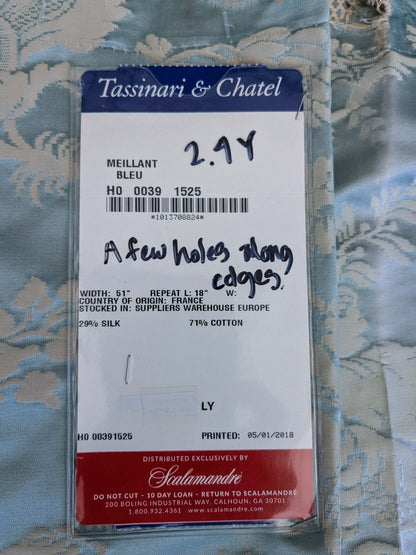 Tassinari & Chatel
2.9Y
MEILLANT
BLEU
H0 0039 1525
*1013708824*
A few holes along
edges.
WIDTH: 51" REPEAT L: 18" W:
COUNTRY OF ORIGIN: FRANCE
STOCKED IN: SUPPLIERS WAREHOUSE EUROPE
29% SILK 71% COTTON
LY
H0 00391525 PRINTED: 05/01/2018
DISTRIBUTED EXCLUSIVELY BY
Scalamandré
DO NOT CUT – 10 DAY LOAN – RETURN TO SCALAMANDRÉ
200 BOLING INDUSTRIAL WAY, CALHOUN, GA 30701
1.800.932.4361 www.scalamandre.com